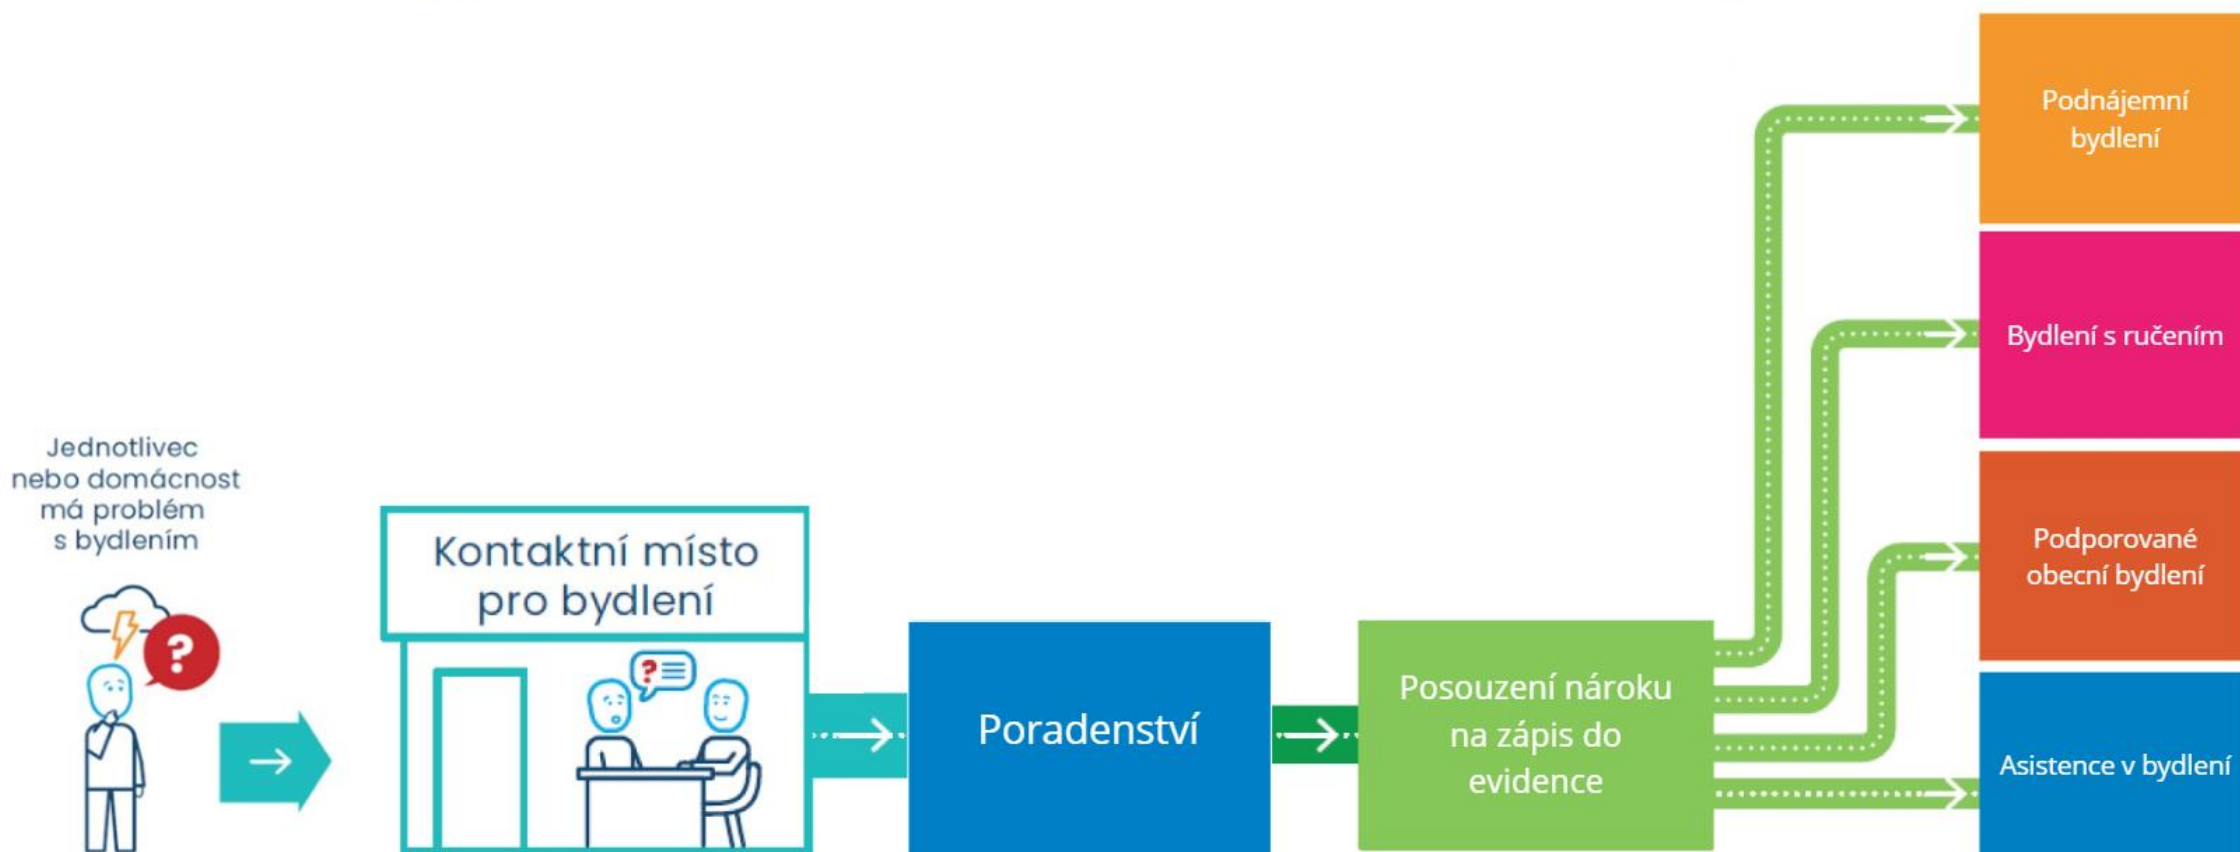 Jednotlivec
nebo domácnost
má problém
s bydlením
?
Kontaktní místo
pro bydlení
?
Poradenství
Posouzení nároku
na zápis do
evidence
Podnájemní
bydlení
Bydlení s ručením
Podporované
obecní bydlení
Asistence v bydlení